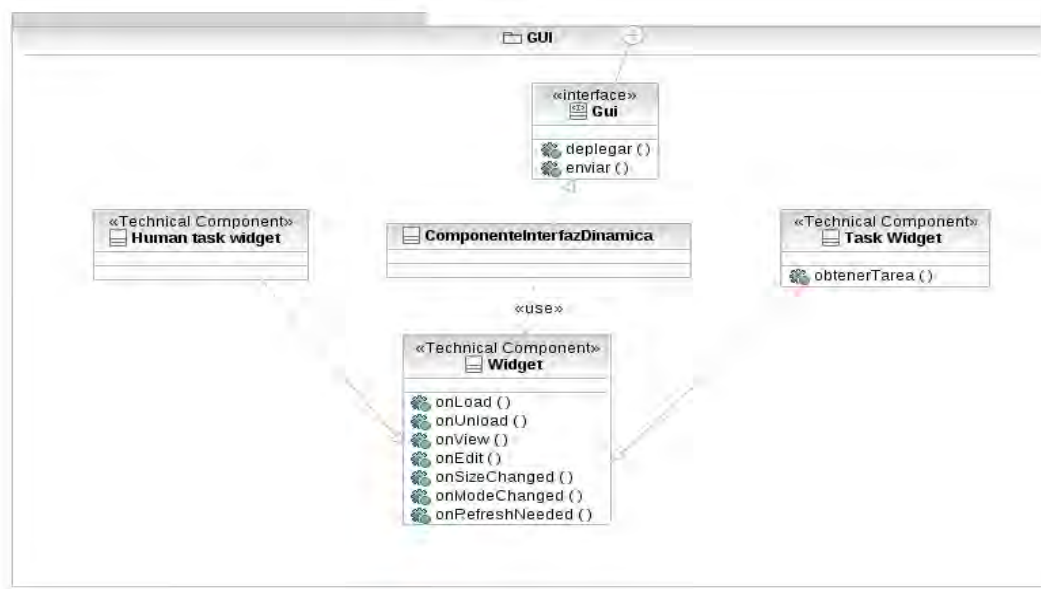 GUI
«interface»
Gui
deplegar ()
enviar ()
«Technical Component»
Human task widget
ComponenteInterfazDinamica
«Technical Component»
Task Widget
obtenerTarea ()
«use»
«Technical Component»
Widget
onLoad ()
onUnload ()
onView ()
onEdit ()
onSizeChanged ()
onModeChanged ()
onRefreshNeeded ()